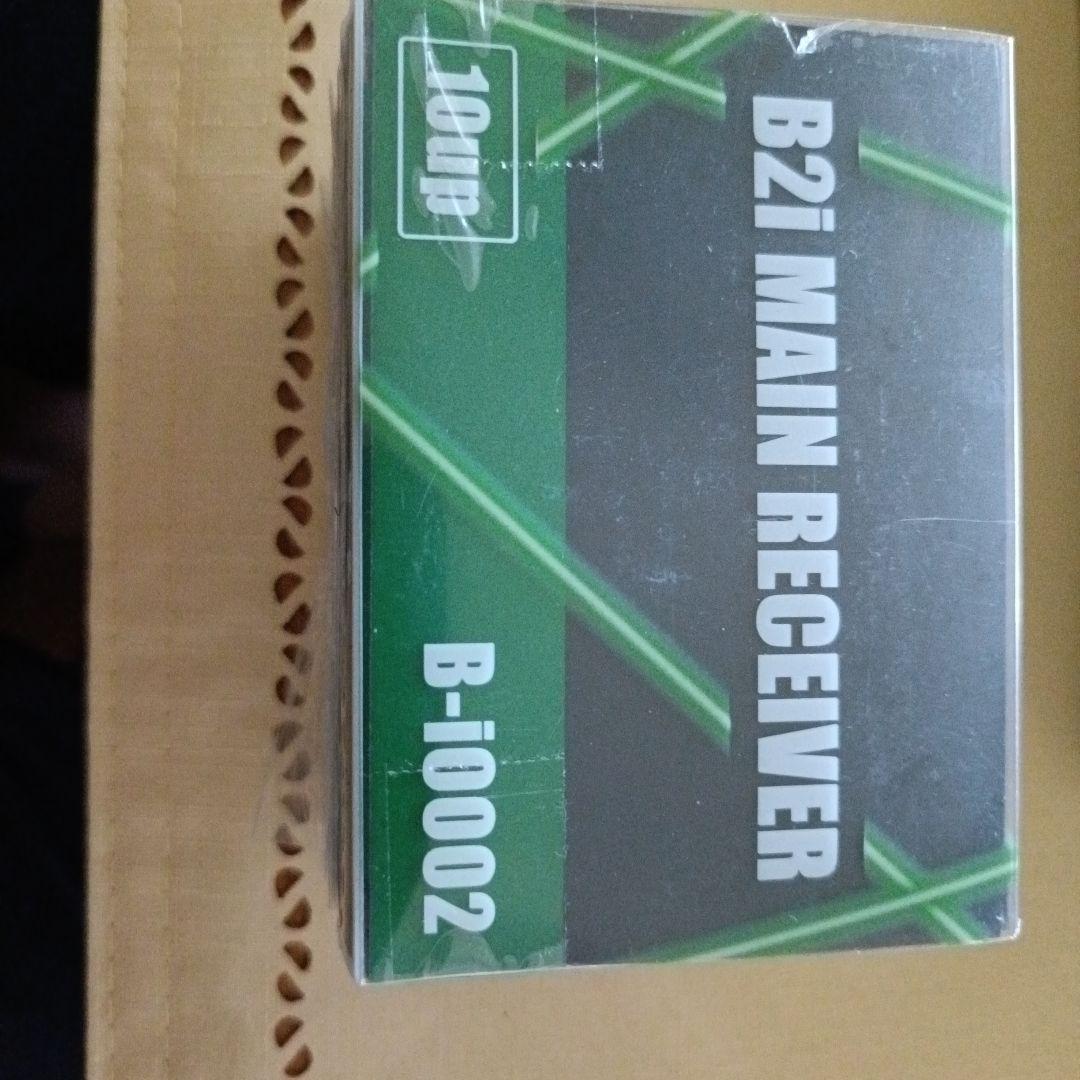 B2i MAIN RECEIVER
10up
B-i0002